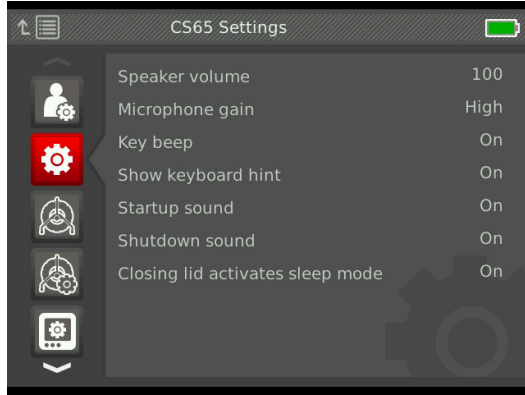 CS65 Settings
Speaker volume 100
Microphone gain High
Key beep On
Show keyboard hint On
Startup sound On
Shutdown sound On
Closing lid activates sleep mode On